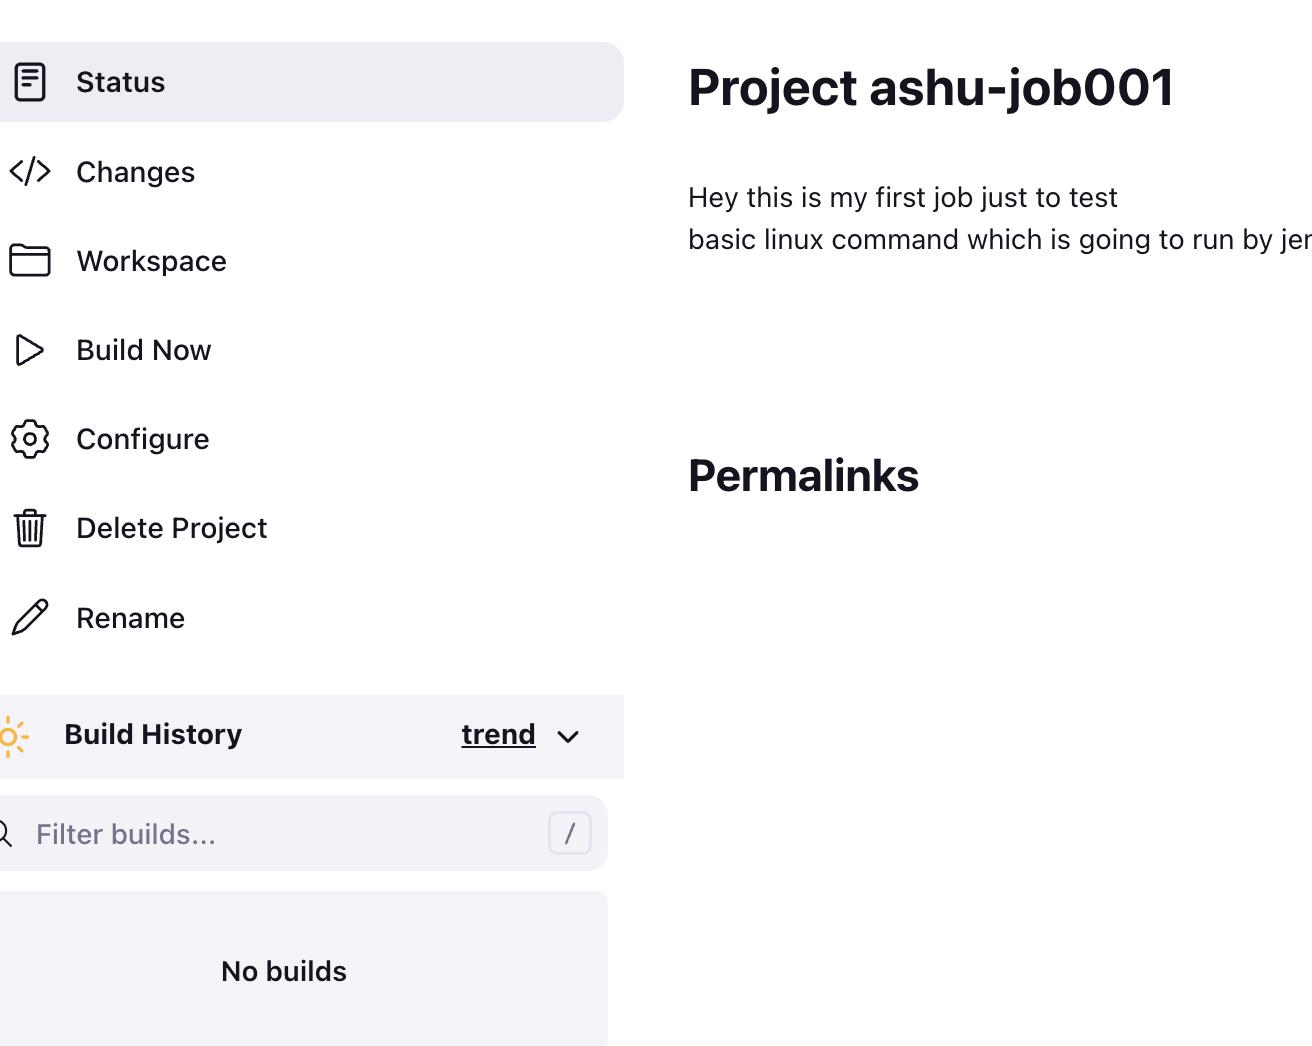 Status
Changes
Workspace
Build Now
Configure
Delete Project
Rename
Build History
trend
Filter builds...
/
No builds
Project ashu-job001
Hey this is my first job just to test
basic linux command which is going to run by
Permalinks